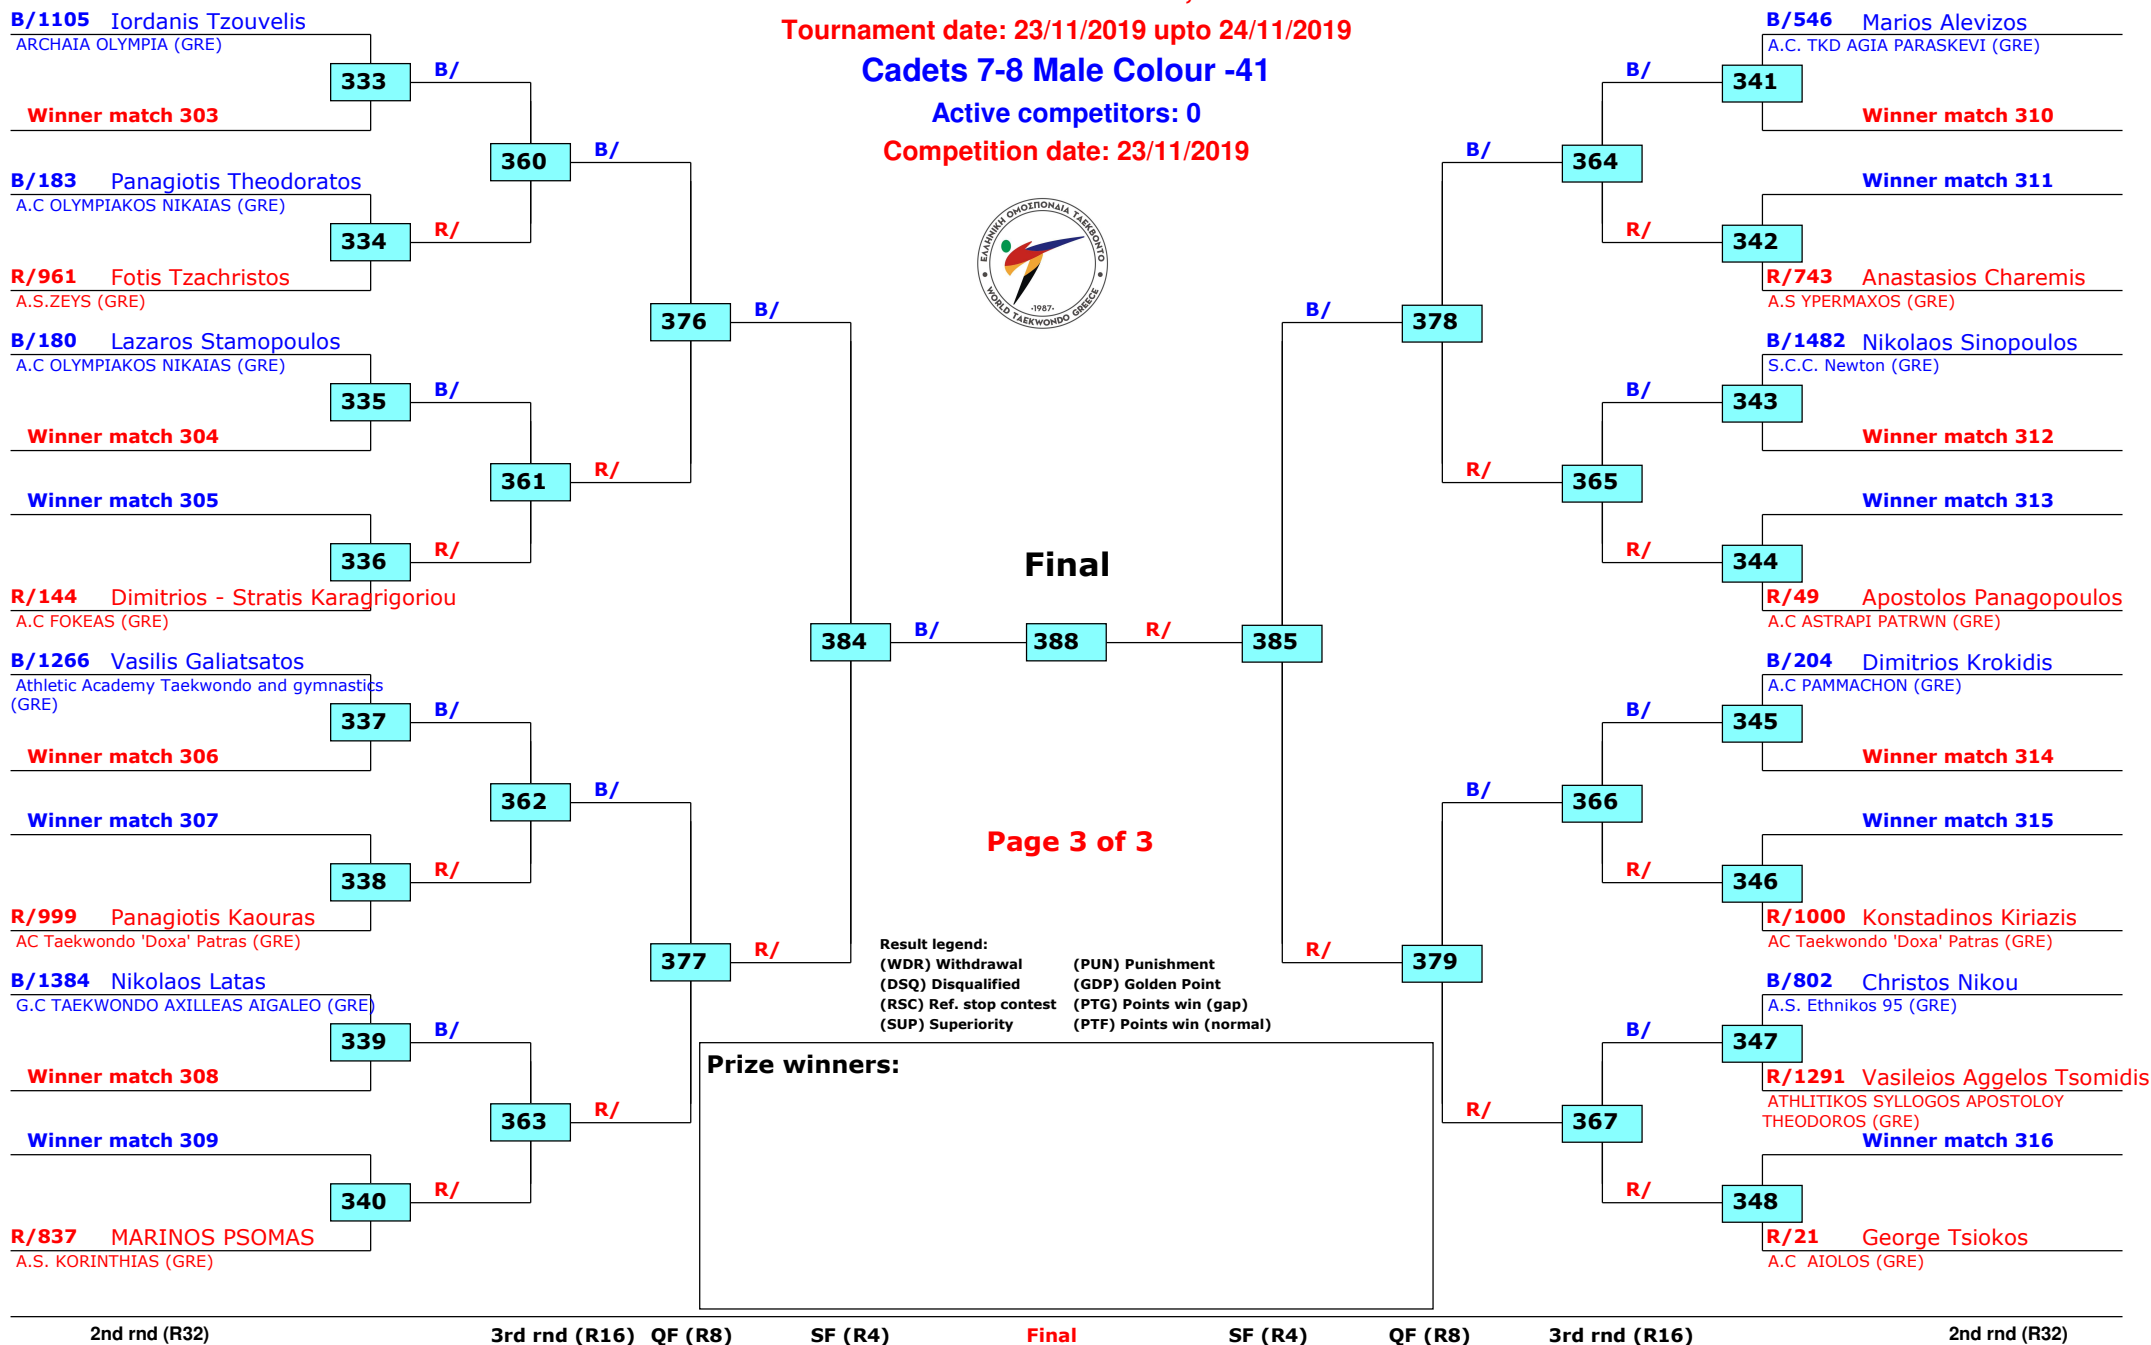 Tournament date: 23/11/2019 upto 24/11/2019
Cadets 7-8 Male Colour -41
Active competitors: 0
Competition date: 23/11/2019
ΕΛΛΗΝΙΚΗ ΟΜΟΣΠΟΝΔΙΑ ΤΑΕΚΒΟΝΤΟ
·1987·
WORLD TAEKWONDO GREECE
B/1105 Iordanis Tzouvelis
ARCHAIA OLYMPIA (GRE)
333
B/
Winner match 303
360
B/
B/183 Panagiotis Theodoratos
A.C OLYMPIAKOS NIKAIAS (GRE)
334
R/
R/961 Fotis Tzachristos
A.S.ZEYS (GRE)
376
B/
B/180 Lazaros Stamopoulos
A.C OLYMPIAKOS NIKAIAS (GRE)
335
B/
Winner match 304
361
R/
Winner match 305
336
R/
R/144 Dimitrios - Stratis Karagrigoriou
A.C FOKEAS (GRE)
384
B/
B/1266 Vasilis Galiatsatos
Athletic Academy Taekwondo and gymnastics
(GRE)
337
B/
Winner match 306
362
B/
Winner match 307
338
R/
R/999 Panagiotis Kaouras
AC Taekwondo 'Doxa' Patras (GRE)
377
R/
B/1384 Nikolaos Latas
G.C TAEKWONDO AXILLEAS AIGALEO (GRE)
339
B/
Winner match 308
363
R/
Winner match 309
340
R/
R/837 MARINOS PSOMAS
A.S. KORINTHIAS (GRE)
Final
388
R/
Page 3 of 3
Result legend:
(WDR) Withdrawal (PUN) Punishment
(DSQ) Disqualified (GDP) Golden Point
(RSC) Ref. stop contest (PTG) Points win (gap)
(SUP) Superiority (PTF) Points win (normal)
Prize winners:
B/546 Marios Alevizos
A.C. TKD AGIA PARASKEVI (GRE)
B/
341
Winner match 310
B/
364
Winner match 311
R/
342
R/743 Anastasios Charemis
A.S YPERMAXOS (GRE)
B/
378
B/1482 Nikolaos Sinopoulos
S.C.C. Newton (GRE)
B/
343
Winner match 312
R/
365
Winner match 313
R/
344
R/49 Apostolos Panagopoulos
A.C ASTRAPI PATRWN (GRE)
385
B/204 Dimitrios Krokidis
A.C PAMMACHON (GRE)
B/
345
Winner match 314
B/
366
Winner match 315
R/
346
R/1000 Konstadinos Kiriazis
AC Taekwondo 'Doxa' Patras (GRE)
R/
379
B/802 Christos Nikou
A.S. Ethnikos 95 (GRE)
B/
347
R/1291 Vasileios Aggelos Tsomidis
ATHLITIKOS SYLLOGOS APOSTOLOY
THEODOROS (GRE)
R/
367
Winner match 316
R/
348
R/21 George Tsiokos
A.C AIOLOS (GRE)
2nd rnd (R32) 3rd rnd (R16) QF (R8) SF (R4) Final SF (R4) QF (R8) 3rd rnd (R16) 2nd rnd (R32)